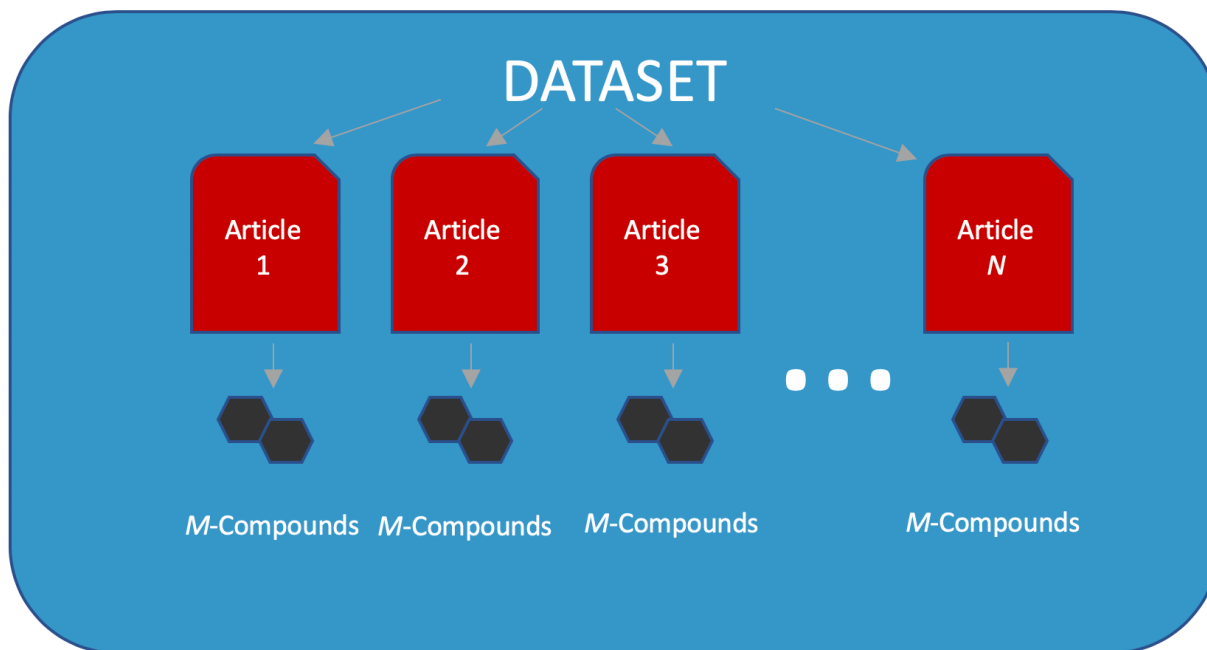 DATASET
Article
1
Article
2
Article
3
Article
N
M-Compounds
M-Compounds
M-Compounds
M-Compounds